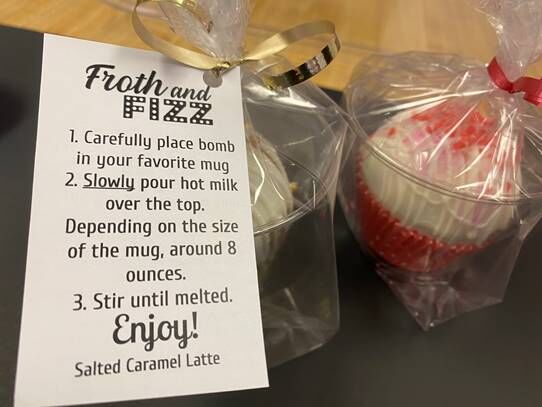 Froth and
FIZZ
1. Carefully place bomb
in your favorite mug
2. Slowly pour hot milk
over the top.
Depending on the size
of the mug, around 8
ounces.
3. Stir until melted.
Enjoy!
Salted Caramel Latte